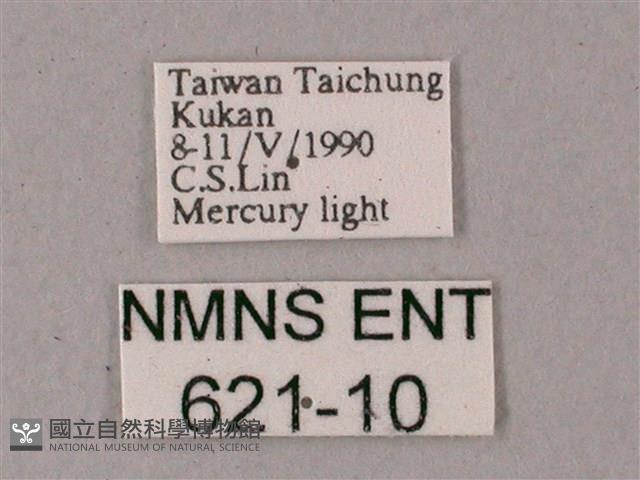 Taiwan Taichung
Kukan
8-11/V/1990
C.S.Lin
Mercury light
NMNS ENT
621-10
國立自然科學博物館
NATIONAL MUSEUM OF NATURAL SCIENCE